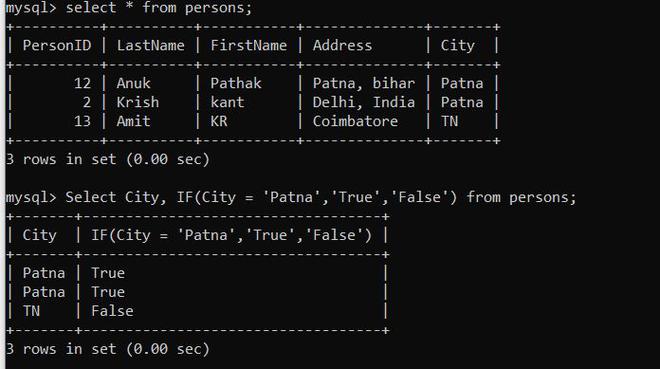 mysql> select * from persons;
+----------+----------+-----------+--------------+-------+
| PersonID | LastName | FirstName | Address      | City  |
+----------+----------+-----------+--------------+-------+
|       12 | Anuk     | Pathak    | Patna, bihar | Patna |
|        2 | Krish    | kant      | Delhi, India | Patna |
|       13 | Amit     | KR        | Coimbatore   | TN    |
+----------+----------+-----------+--------------+-------+
3 rows in set (0.00 sec)
mysql> Select City, IF(City = 'Patna','True','False') from persons;
+-------+-----------------------------------+
| City  | IF(City = 'Patna','True','False') |
+-------+-----------------------------------+
| Patna | True                              |
| Patna | True                              |
| TN    | False                             |
+-------+-----------------------------------+
3 rows in set (0.00 sec)